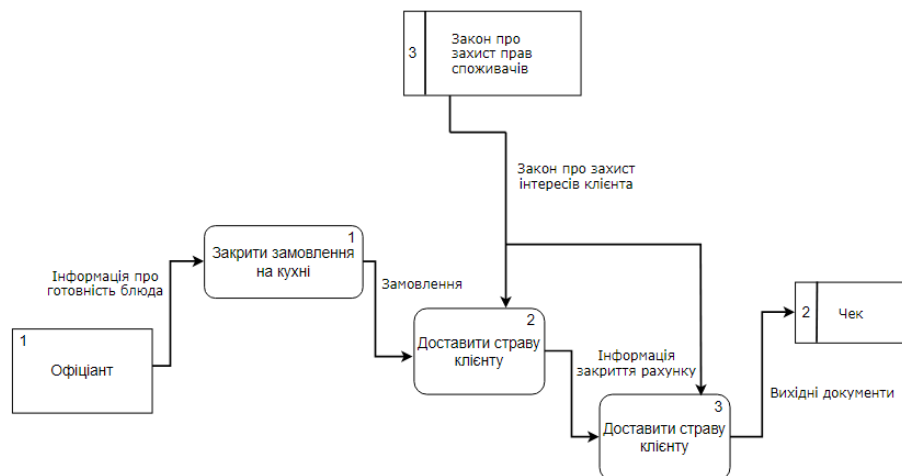 3
Закон про
захист прав
споживачів
Закон про захист
інтересів клієнта
1
Закрити замовлення
на кухні
Інформація про
готовність блюда
Замовлення
1
Офіціант
2
Доставити страву
клієнту
2
Чек
Інформація
закриття рахунку
Вихідні документи
3
Доставити страву
клієнту